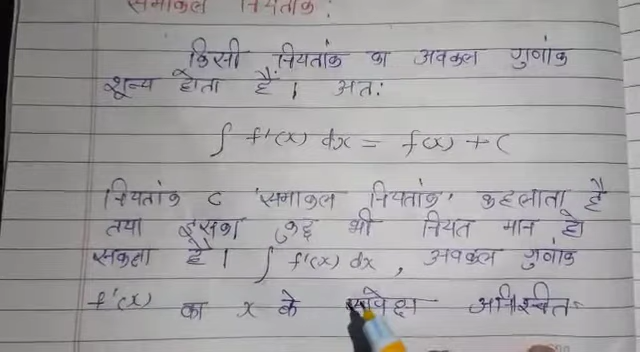 समाकल नियतांक:
किसी नियतांक का अवकल गुणांक
शून्य होता है। अत:
∫ f'(x) dx = f(x) + C
नियतांक C 'समाकल नियतांक' कहलाता है
तथा इसका कुछ भी नियत मान हो
सकता है। ∫ f'(x) dx, अवकल गुणांक
f'(x) का x के सापेक्ष अनिश्चित